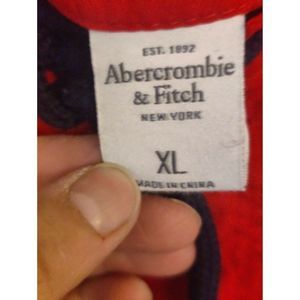 EST. 1892
Abercrombie
& Fitch
NEW YORK
XL
MADE IN CHINA